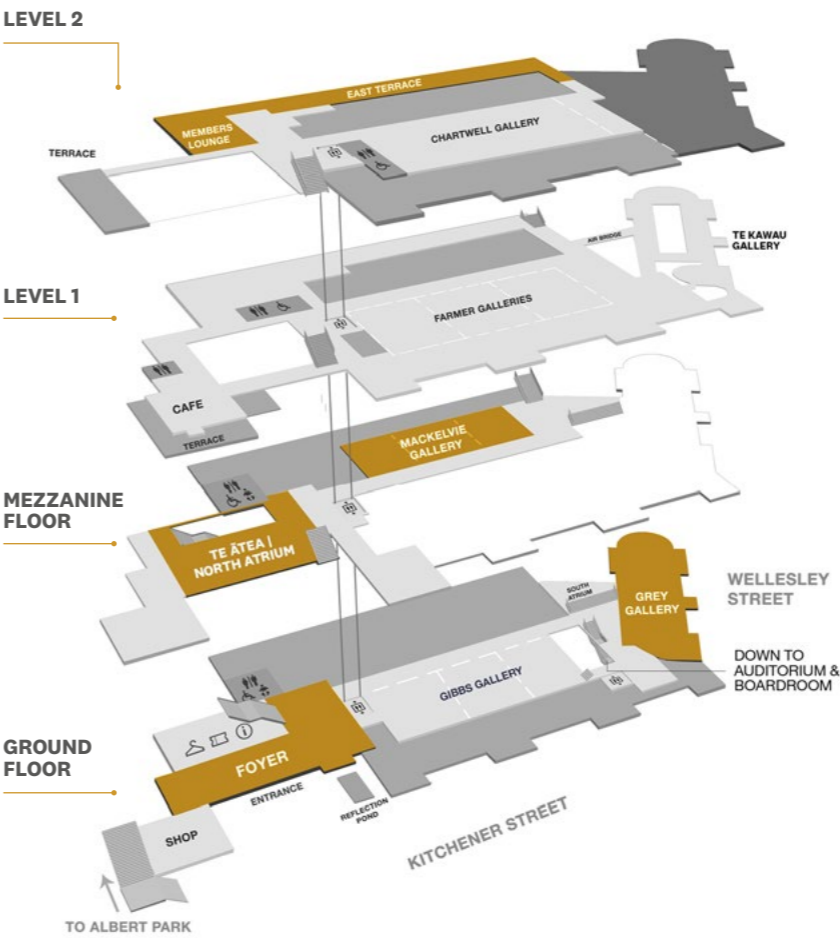 LEVEL 2
EAST TERRACE
MEMBERS
LOUNGE
CHARTWELL GALLERY
TERRACE
AIR BRIDGE
TE KAWAU
GALLERY
LEVEL 1
FARMER GALLERIES
CAFE
TERRACE
MACKELVIE
GALLERY
MEZZANINE
FLOOR
TE ĀTEA |
NORTH ATRIUM
SOUTH
ATRIUM
GREY
GALLERY
WELLESLEY
STREET
DOWN TO
AUDITORIUM &
BOARDROOM
GIBBS GALLERY
GROUND
FLOOR
FOYER
ENTRANCE
REFLECTION
POND
SHOP
KITCHENER STREET
TO ALBERT PARK